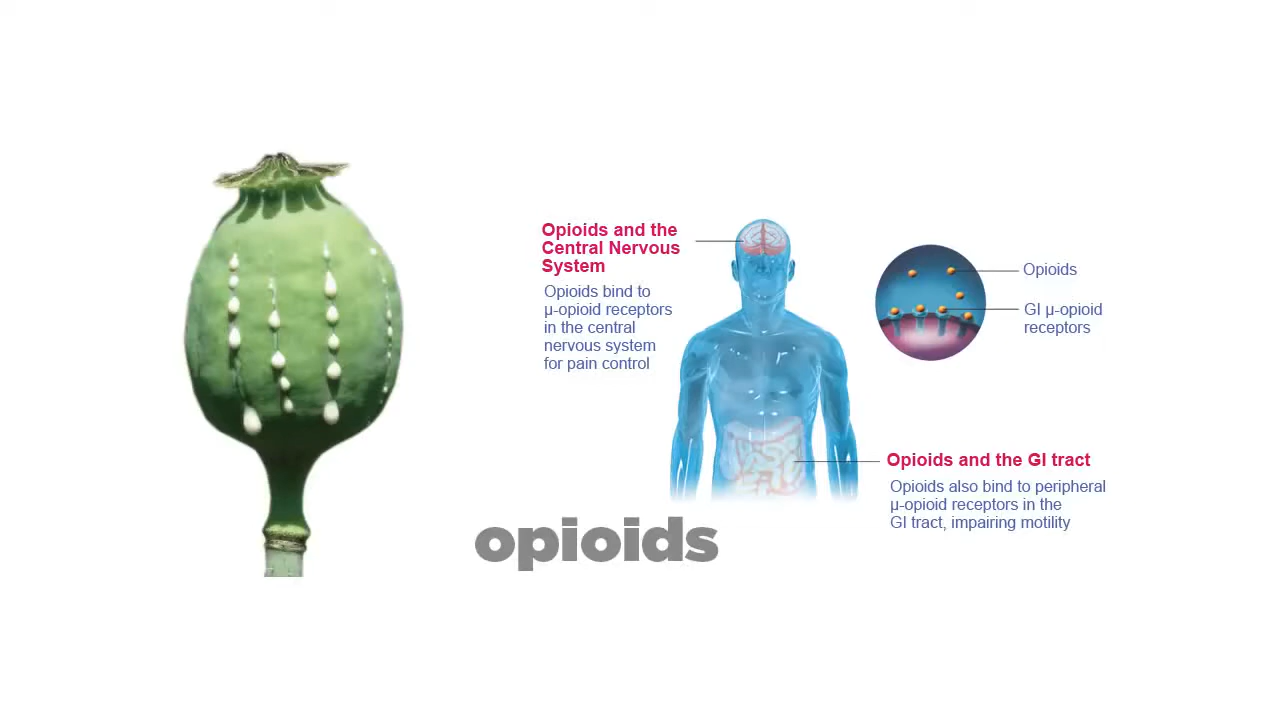 Opioids and the
Central Nervous
System
Opioids bind to
μ-opioid receptors
in the central
nervous system
for pain control
Opioids
GI μ-opioid
receptors
Opioids and the GI tract
Opioids also bind to peripheral
μ-opioid receptors in the
GI tract, impairing motility
opioids